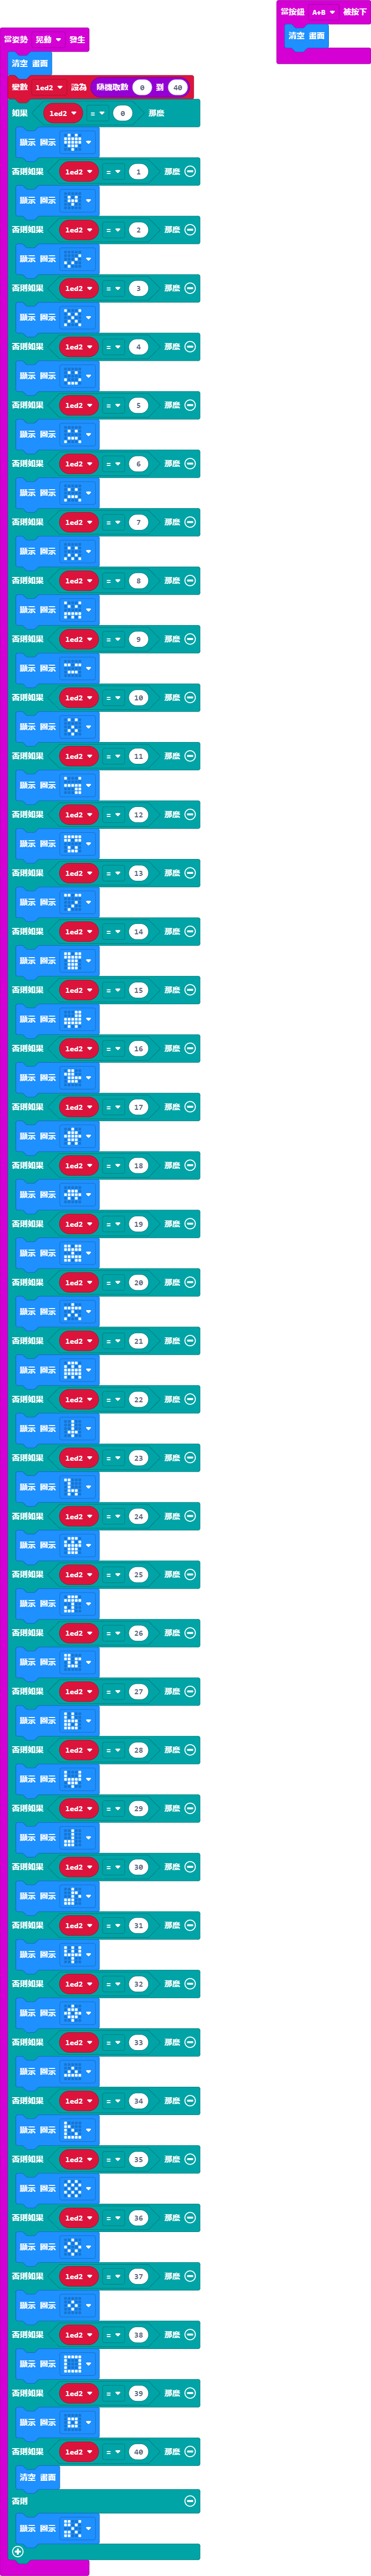 當按鈕 A+B 被按下
清空 畫面
當姿勢 晃動 發生
清空 畫面
變數 led2 設為 隨機取數 0 到 40
如果 led2 = 0 那麼
顯示 圖示
否則如果 led2 = 1 那麼
顯示 圖示
否則如果 led2 = 2 那麼
顯示 圖示
否則如果 led2 = 3 那麼
顯示 圖示
否則如果 led2 = 4 那麼
顯示 圖示
否則如果 led2 = 5 那麼
顯示 圖示
否則如果 led2 = 6 那麼
顯示 圖示
否則如果 led2 = 7 那麼
顯示 圖示
否則如果 led2 = 8 那麼
顯示 圖示
否則如果 led2 = 9 那麼
顯示 圖示
否則如果 led2 = 10 那麼
顯示 圖示
否則如果 led2 = 11 那麼
顯示 圖示
否則如果 led2 = 12 那麼
顯示 圖示
否則如果 led2 = 13 那麼
顯示 圖示
否則如果 led2 = 14 那麼
顯示 圖示
否則如果 led2 = 15 那麼
顯示 圖示
否則如果 led2 = 16 那麼
顯示 圖示
否則如果 led2 = 17 那麼
顯示 圖示
否則如果 led2 = 18 那麼
顯示 圖示
否則如果 led2 = 19 那麼
顯示 圖示
否則如果 led2 = 20 那麼
顯示 圖示
否則如果 led2 = 21 那麼
顯示 圖示
否則如果 led2 = 22 那麼
顯示 圖示
否則如果 led2 = 23 那麼
顯示 圖示
否則如果 led2 = 24 那麼
顯示 圖示
否則如果 led2 = 25 那麼
顯示 圖示
否則如果 led2 = 26 那麼
顯示 圖示
否則如果 led2 = 27 那麼
顯示 圖示
否則如果 led2 = 28 那麼
顯示 圖示
否則如果 led2 = 29 那麼
顯示 圖示
否則如果 led2 = 30 那麼
顯示 圖示
否則如果 led2 = 31 那麼
顯示 圖示
否則如果 led2 = 32 那麼
顯示 圖示
否則如果 led2 = 33 那麼
顯示 圖示
否則如果 led2 = 34 那麼
顯示 圖示
否則如果 led2 = 35 那麼
顯示 圖示
否則如果 led2 = 36 那麼
顯示 圖示
否則如果 led2 = 37 那麼
顯示 圖示
否則如果 led2 = 38 那麼
顯示 圖示
否則如果 led2 = 39 那麼
顯示 圖示
否則如果 led2 = 40 那麼
清空 畫面
否則
顯示 圖示